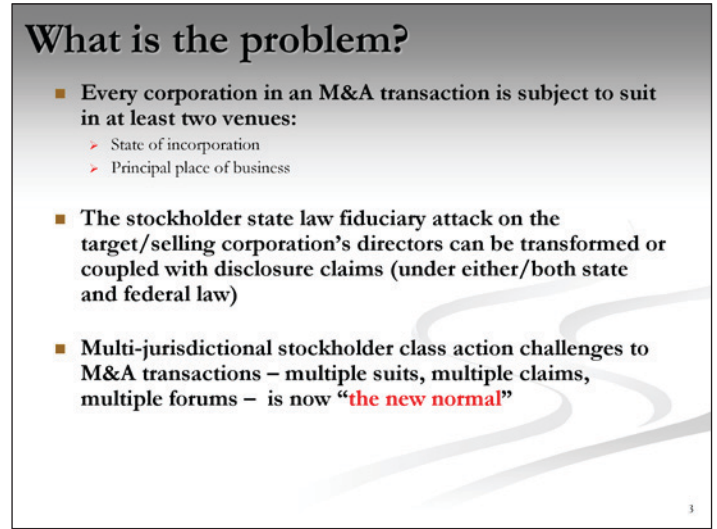 What is the problem?
■ Every corporation in an M&A transaction is subject to suit
in at least two venues:
➢ State of incorporation
➢ Principal place of business
■ The stockholder state law fiduciary attack on the
target/selling corporation's directors can be transformed or
coupled with disclosure claims (under either/both state
and federal law)
■ Multi-jurisdictional stockholder class action challenges to
M&A transactions – multiple suits, multiple claims,
multiple forums – is now “the new normal”
3